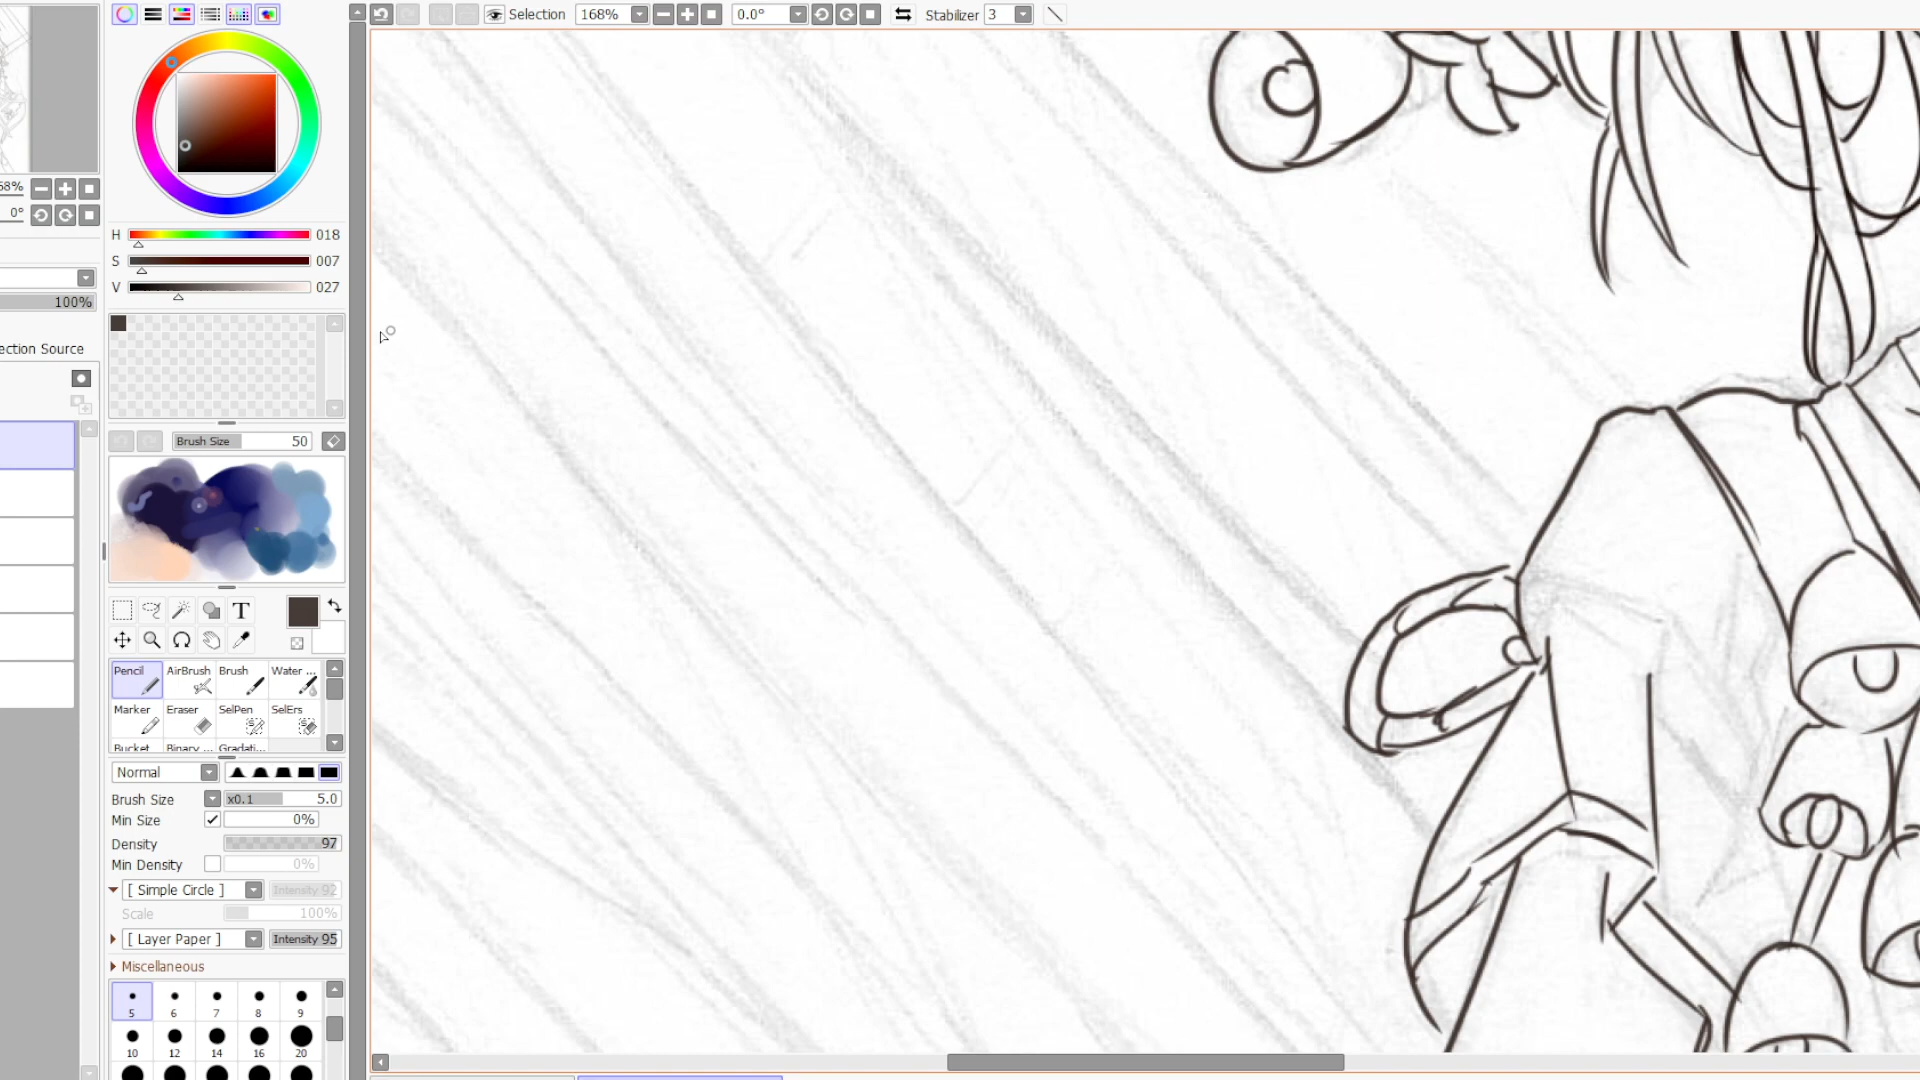 Selection 168% 0.0° Stabilizer 3
68%
0°
H 018
S 007
V 027
100%
ection Source
Brush Size 50
T
Pencil AirBrush Brush Water ...
Marker Eraser SelPen SelErs
Bucket Binary ... Gradati...
Normal
Brush Size x0.1 5.0
Min Size 0%
Density 97
Min Density 0%
[ Simple Circle ] Intensity 92
Scale 100%
[ Layer Paper ] Intensity 95
Miscellaneous
5 6 7 8 9
10 12 14 16 20